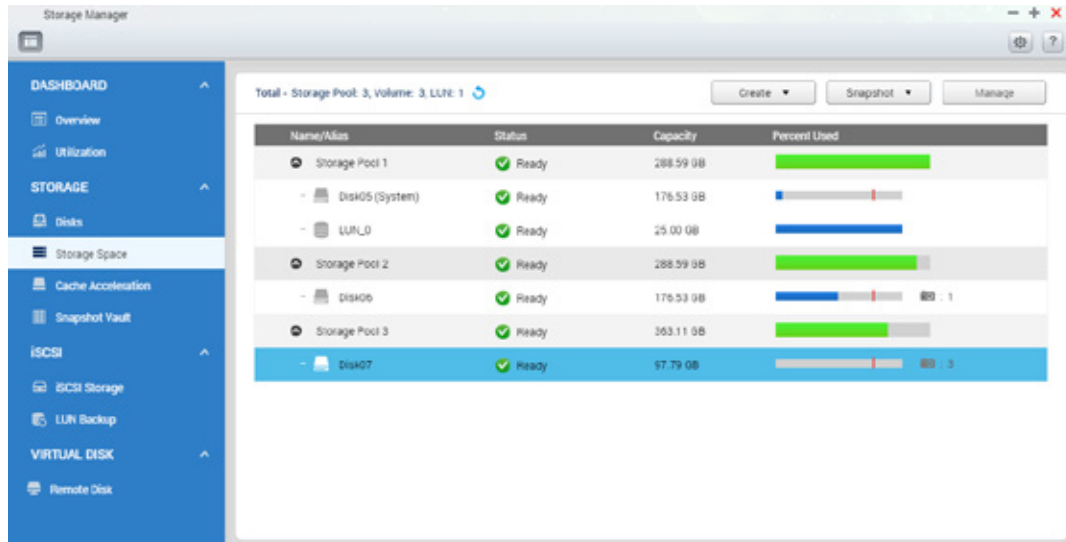 Storage Manager
DASHBOARD
Overview
Utilization
STORAGE
Disks
Storage Space
Cache Acceleration
Snapshot Vault
iSCSI
iSCSI Storage
LUN Backup
VIRTUAL DISK
Remote Disk
Total - Storage Pool: 3, Volume: 3, LUN: 1
Create Snapshot Manage
Name/Alias Status Capacity Percent Used
Storage Pool 1 Ready 288.59 GB
Disk05 (System) Ready 176.53 GB
LUN_0 Ready 25.00 GB
Storage Pool 2 Ready 288.59 GB
Disk06 Ready 176.53 GB : 1
Storage Pool 3 Ready 363.11 GB
Disk07 Ready 97.79 GB : 3